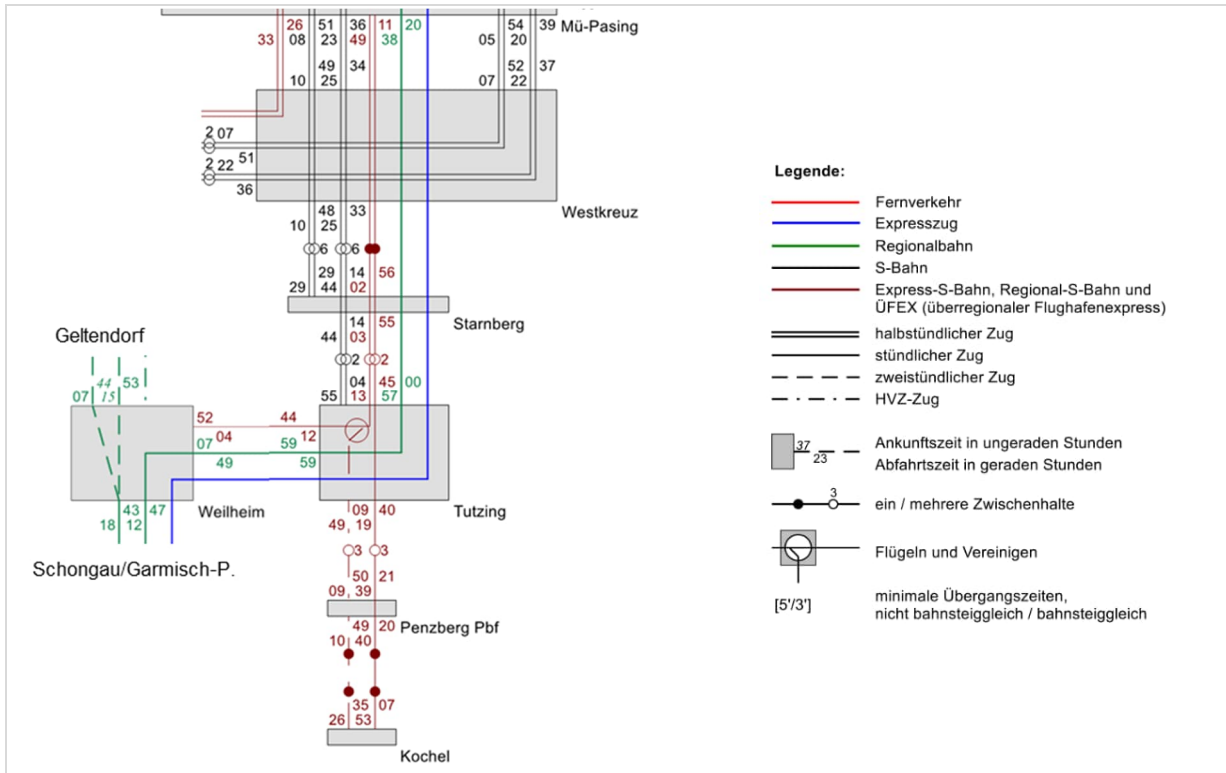 26 51 36 11 20 54 39
33 08 23 49 38 05 20
Mü-Pasing
49 34 52 37
10 25 07 22
2 07
2 22 51
36
48 33 Westkreuz
10 25
6 6
29 14 56
29 44 02
14 55 Starnberg
44 03
2 2
Geltendorf
07 44 15 53
04 45 00
55 13 57
52 44
04 12
07 59
49 59
43 47 Weilheim
18 12
09 40 Tutzing
49 19
Schongau/Garmisch-P.
3 3
50 21
09 39
49 20 Penzberg Pbf
10 40
35 07
26 53
Kochel
Legende:
Fernverkehr
Expresszug
Regionalbahn
S-Bahn
Express-S-Bahn, Regional-S-Bahn und
ÜFEX (überregionaler Flughafenexpress)
halbstündlicher Zug
stündlicher Zug
zweistündlicher Zug
HVZ-Zug
37 Ankunftszeit in ungeraden Stunden
23 Abfahrtszeit in geraden Stunden
3
ein / mehrere Zwischenhalte
Flügeln und Vereinigen
[5'/3'] minimale Übergangszeiten,
nicht bahnsteiggleich / bahnsteiggleich